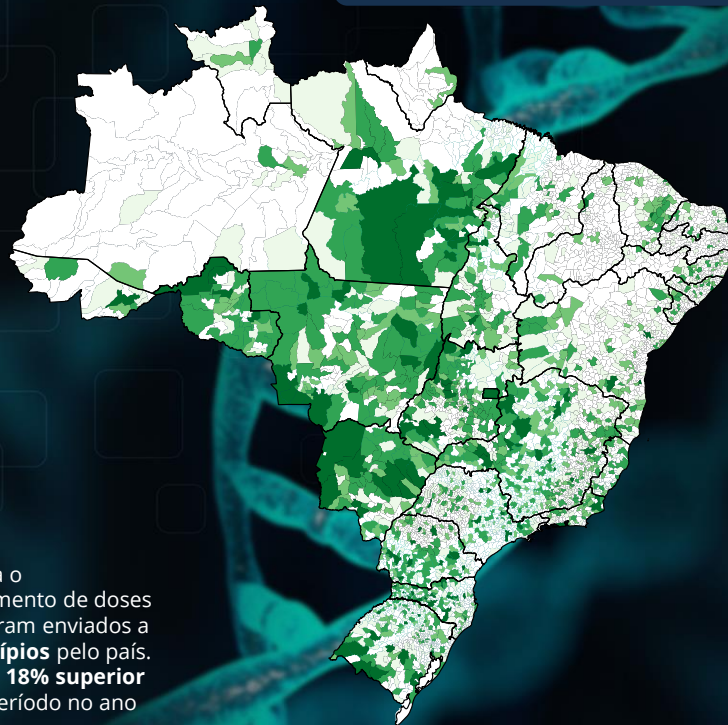 o
mento de doses
ram enviados a
ípios pelo país.
18% superior
eríodo no ano